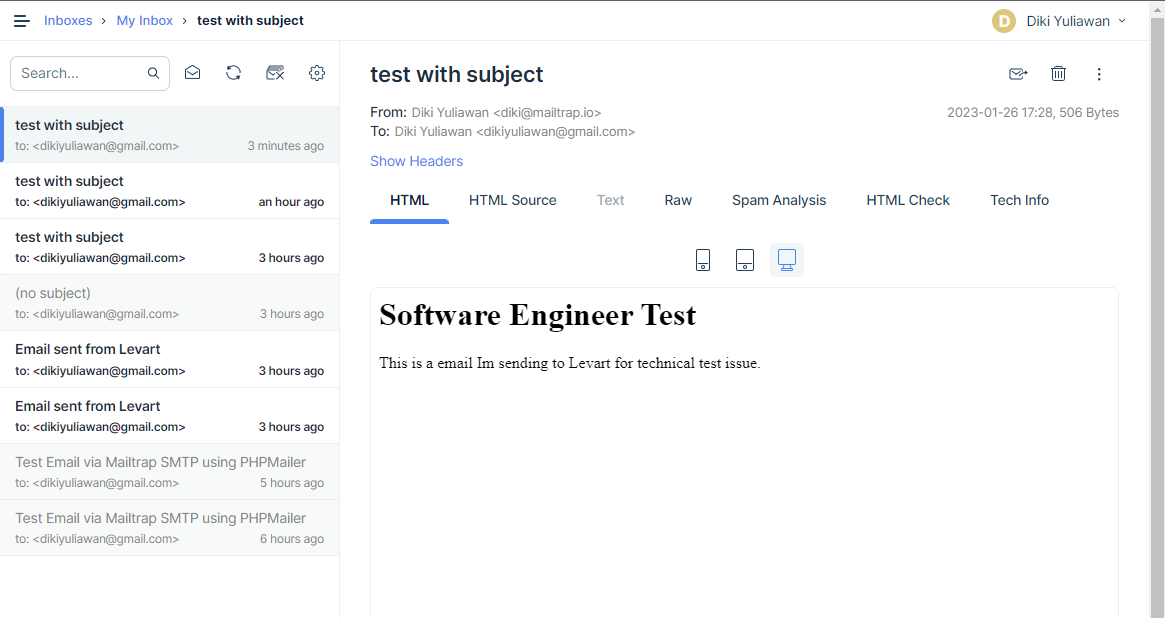 Inboxes › My Inbox › test with subject
D Diki Yuliawan
Search...
test with subject
to: <dikiyuliawan@gmail.com> 3 minutes ago
test with subject
to: <dikiyuliawan@gmail.com> an hour ago
test with subject
to: <dikiyuliawan@gmail.com> 3 hours ago
(no subject)
to: <dikiyuliawan@gmail.com> 3 hours ago
Email sent from Levart
to: <dikiyuliawan@gmail.com> 3 hours ago
Email sent from Levart
to: <dikiyuliawan@gmail.com> 3 hours ago
Test Email via Mailtrap SMTP using PHPMailer
to: <dikiyuliawan@gmail.com> 5 hours ago
Test Email via Mailtrap SMTP using PHPMailer
to: <dikiyuliawan@gmail.com> 6 hours ago
test with subject
From: Diki Yuliawan <diki@mailtrap.io> 2023-01-26 17:28, 506 Bytes
To: Diki Yuliawan <dikiyuliawan@gmail.com>
Show Headers
HTML HTML Source Text Raw Spam Analysis HTML Check Tech Info
Software Engineer Test
This is a email Im sending to Levart for technical test issue.